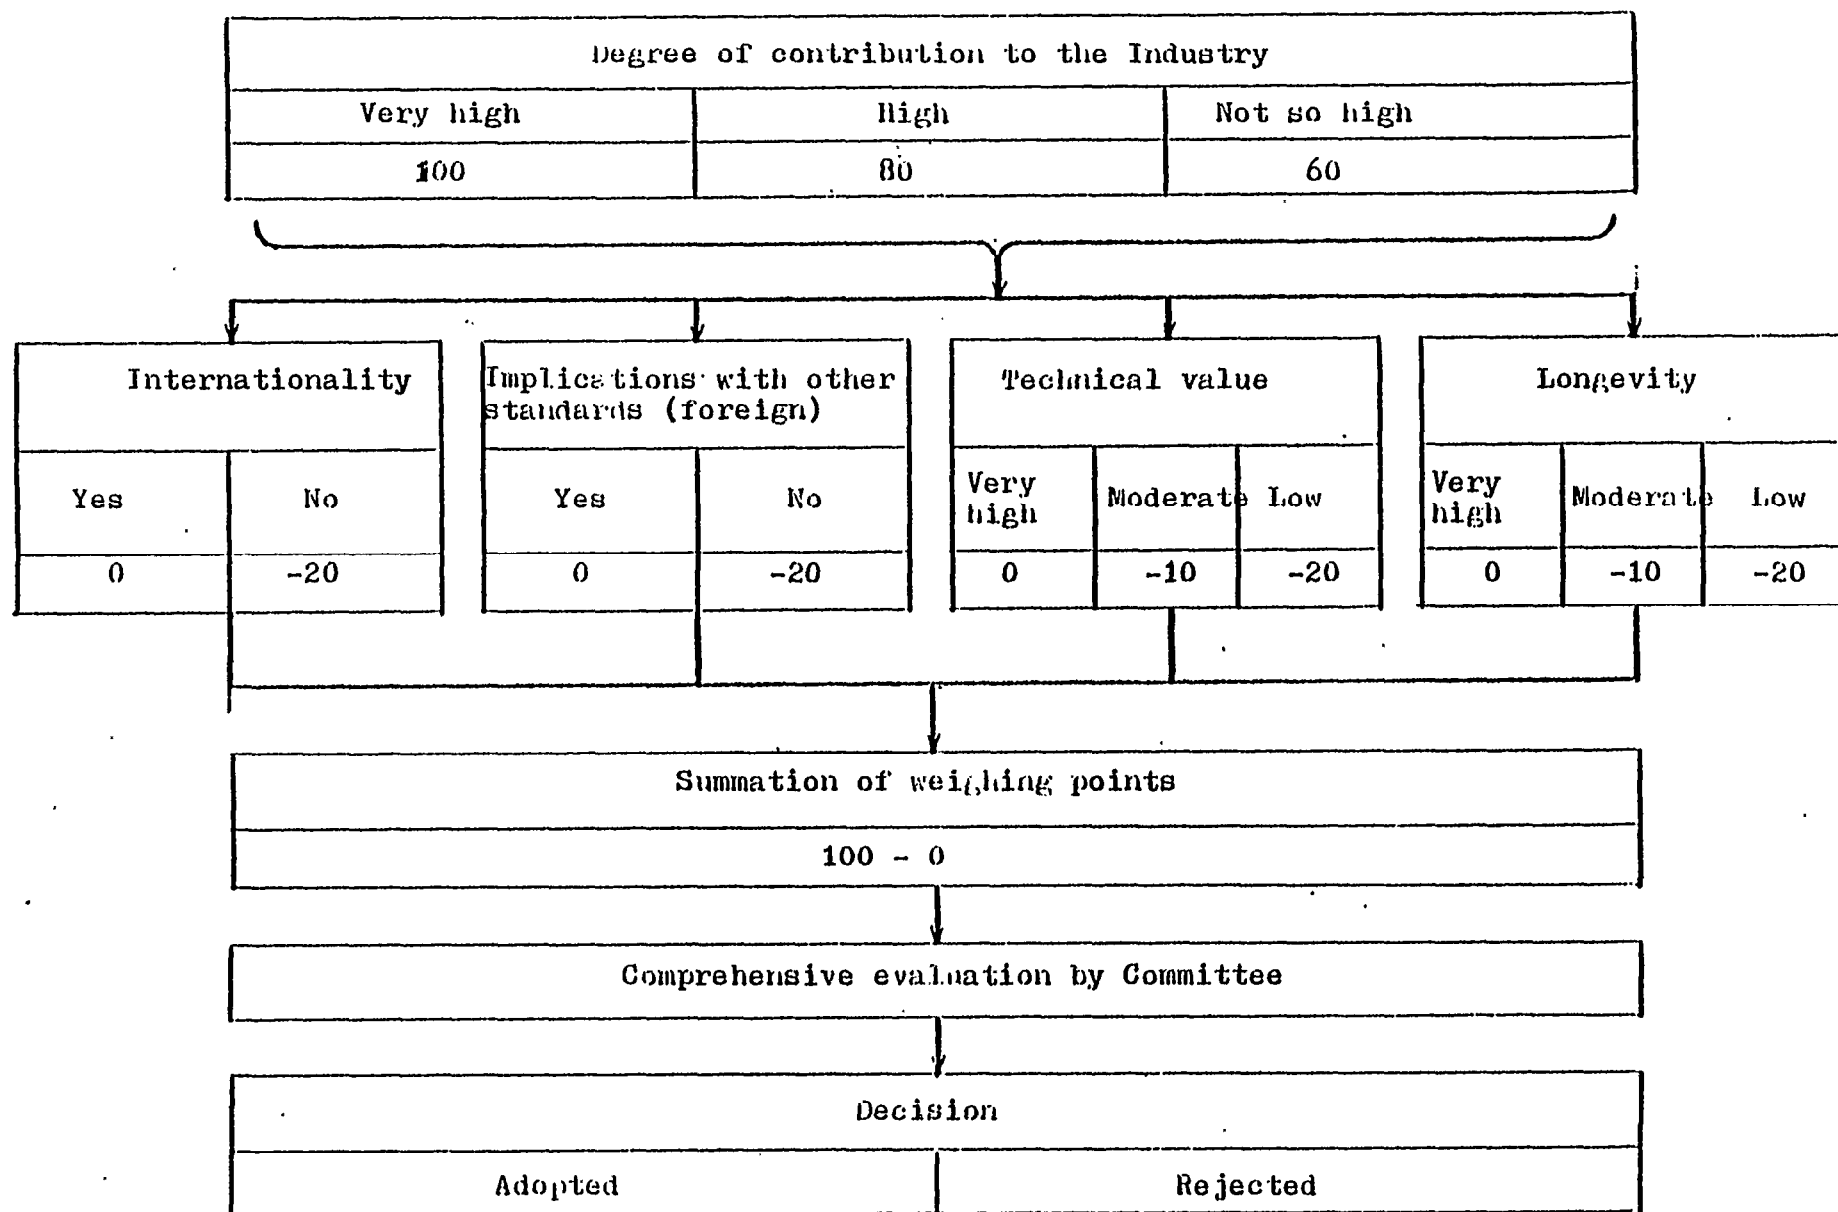 Degree of contribution to the Industry
Very high High Not so high
100 80 60
Internationality Implications with other standards (foreign) Technical value Longevity
Yes No Yes No Very high Moderate Low Very high Moderate Low
0 -20 0 -20 0 -10 -20 0 -10 -20
Summation of weighing points
100 - 0
Comprehensive evaluation by Committee
Decision
Adopted Rejected